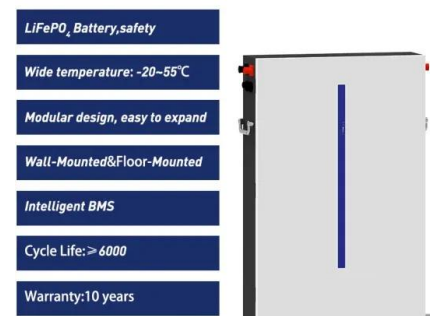 LiFePO₄ Battery,safety
Wide temperature: -20~55℃
Modular design, easy to expand
Wall-Mounted&Floor-Mounted
Intelligent BMS
Cycle Life:≥6000
Warranty:10 years